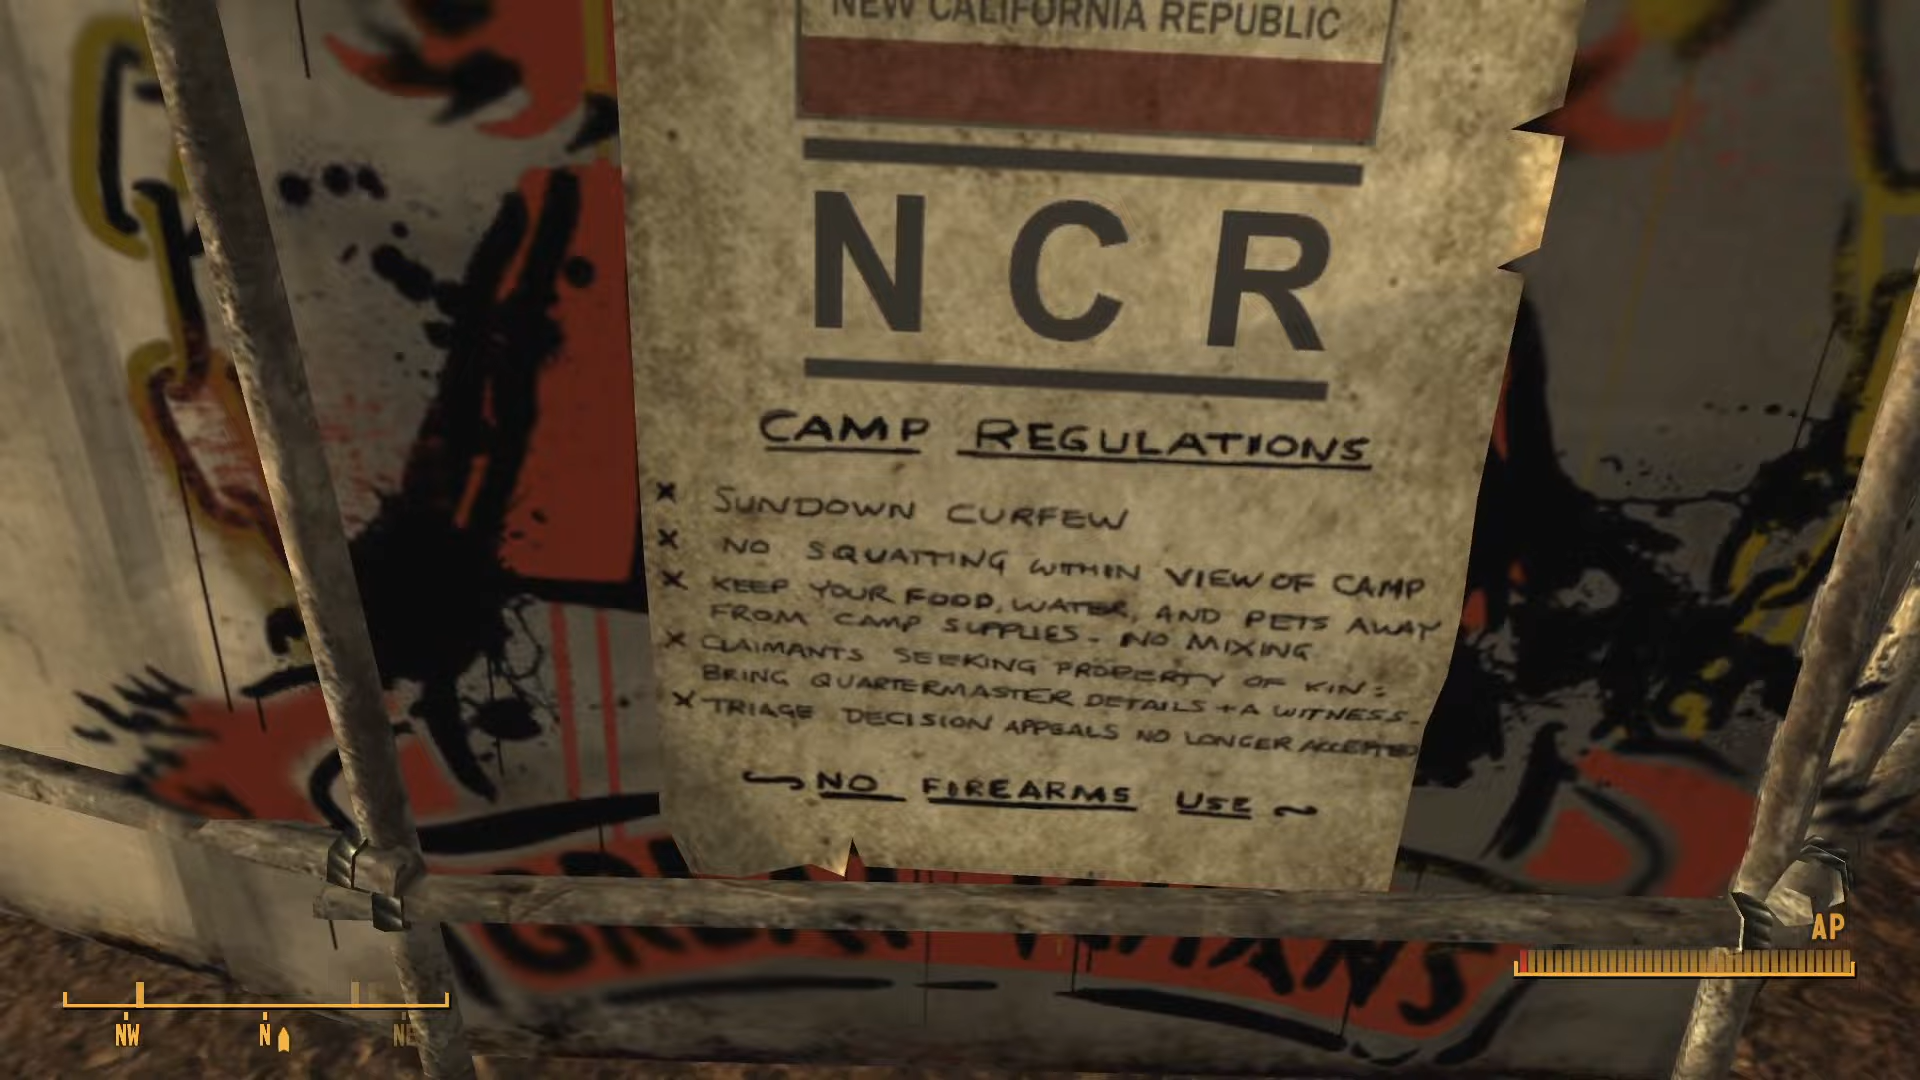 NEW CALIFORNIA REPUBLIC
N C R
CAMP REGULATIONS
x SUNDOWN CURFEW
x NO SQUATTING WITHIN VIEW OF CAMP
x KEEP YOUR FOOD, WATER, AND PETS AWAY
FROM CAMP SUPPLIES - NO MIXING
x CLAIMANTS SEEKING PROPERTY OF KIN:
BRING QUARTERMASTER DETAILS + A WITNESS.
x TRIAGE DECISION APPEALS NO LONGER ACCEPTED
~ NO FIREARMS USE ~
GREAT KHANS
AP
NW N NE